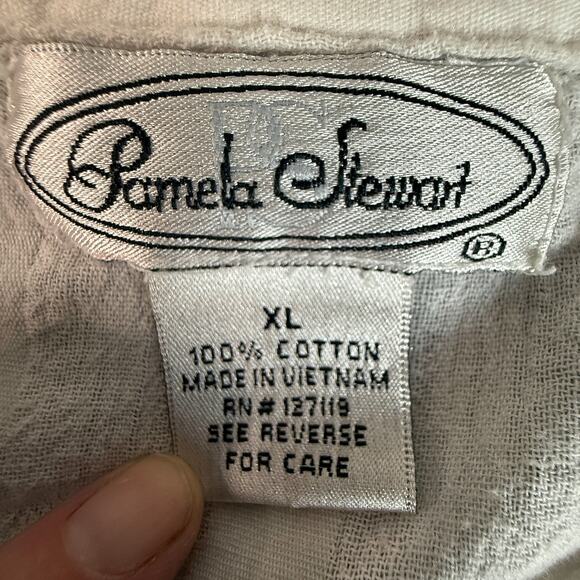 Pamela Stewart
®
XL
100% COTTON
MADE IN VIETNAM
RN # 127119
SEE REVERSE
FOR CARE